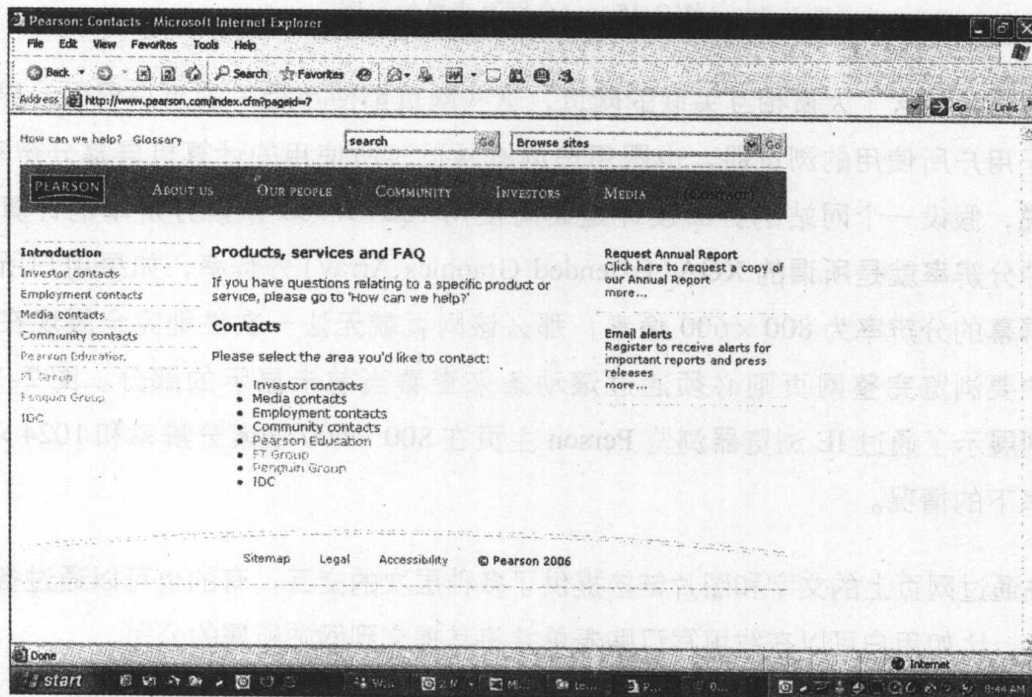 Pearson: Contacts - Microsoft Internet Explorer
File Edit View Favorites Tools Help
Back Search Favorites
Address http://www.pearson.com/index.cfm?pageid=7 Go Links
How can we help? Glossary search Go Browse sites Go
PEARSON ABOUT US OUR PEOPLE COMMUNITY INVESTORS MEDIA (CONTACT)
Introduction
Investor contacts
Employment contacts
Media contacts
Community contacts
Pearson Education
FT Group
Penguin Group
IDC
Products, services and FAQ
If you have questions relating to a specific product or
service, please go to 'How can we help?'
Contacts
Please select the area you'd like to contact:
• Investor contacts
• Media contacts
• Employment contacts
• Community contacts
• Pearson Education
• FT Group
• Penguin Group
• IDC
Request Annual Report
Click here to request a copy of
our Annual Report
more...
Email alerts
Register to receive alerts for
important reports and press
releases
more...
Sitemap Legal Accessibility © Pearson 2006
Done Internet
start 9:44 AM